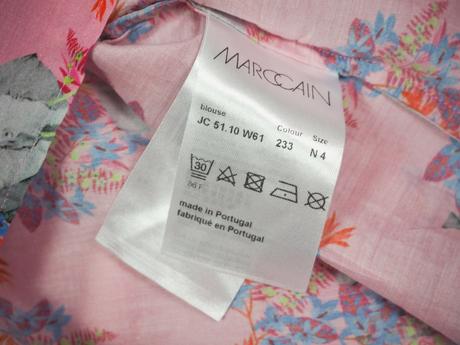 MARCCAIN
blouse
Colour Size
JC 51.10 W61 233 N 4
30
86 F
made in Portugal
fabriqué en Portugal